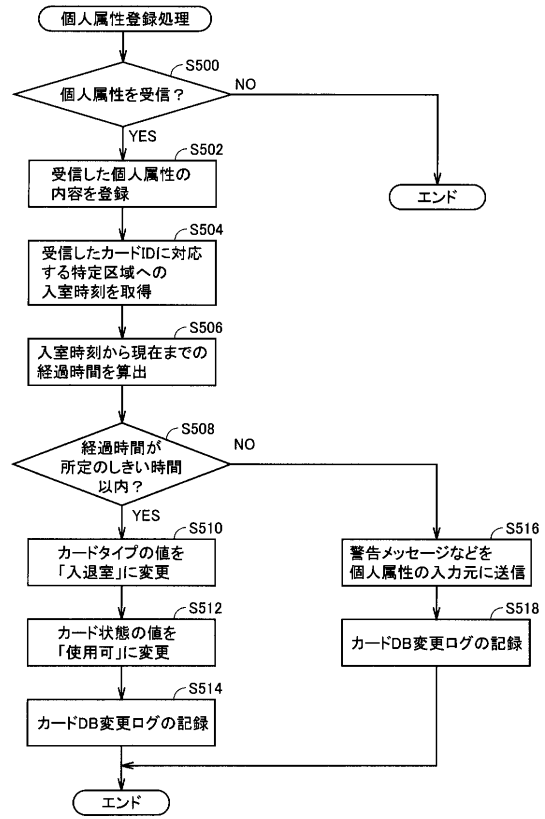 個人属性登録処理
S500
個人属性を受信？
NO
YES
S502
受信した個人属性の
内容を登録
エンド
S504
受信したカードIDに対応
する特定区域への
入室時刻を取得
S506
入室時刻から現在までの
経過時間を算出
S508
経過時間が
所定のしきい時間
以内？
NO
YES
S510
カードタイプの値を
「入退室」に変更
S516
警告メッセージなどを
個人属性の入力元に送信
S512
カード状態の値を
「使用可」に変更
S518
カードDB変更ログの記録
S514
カードDB変更ログの記録
エンド